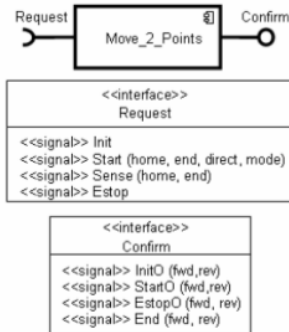 Request
Confirm
Move_2_Points
<<interface>>
Request
<<signal>> Init
<<signal>> Start (home, end, direct, mode)
<<signal>> Sense (home, end)
<<signal>> Estop
<<interface>>
Confirm
<<signal>> InitO (fwd,rev)
<<signal>> StartO (fwd,rev)
<<signal>> EstopO (fwd, rev)
<<signal>> End (fwd, rev)